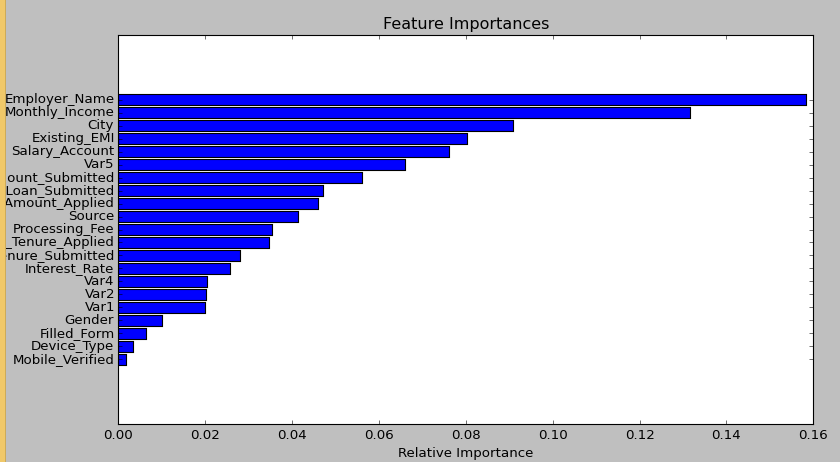 Feature Importances
Employer_Name
Monthly_Income
City
Existing_EMI
Salary_Account
Var5
ount_Submitted
Loan_Submitted
Amount_Applied
Source
Processing_Fee
_Tenure_Applied
enure_Submitted
Interest_Rate
Var4
Var2
Var1
Gender
Filled_Form
Device_Type
Mobile_Verified
0.00 0.02 0.04 0.06 0.08 0.10 0.12 0.14 0.16
Relative Importance